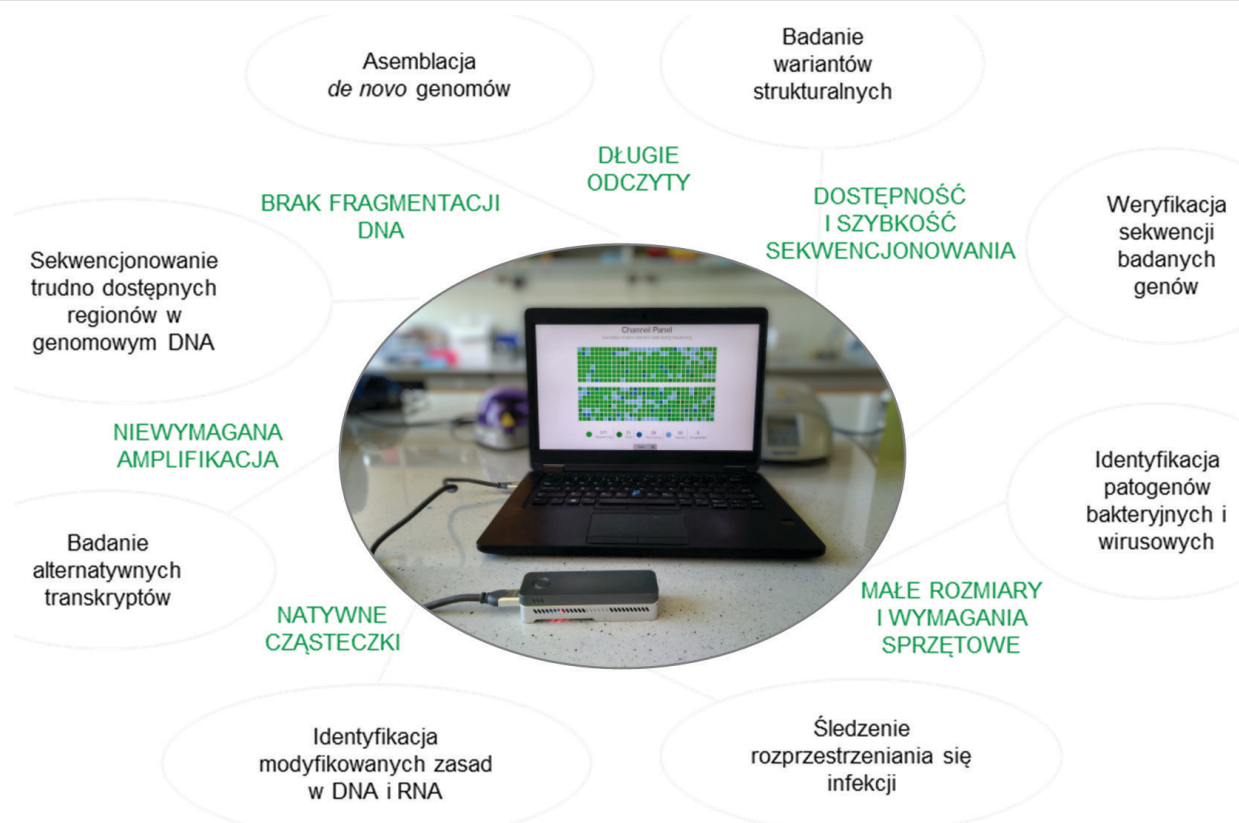 Asemblacja
de novo genomów
Badanie
wariantów
strukturalnych
DŁUGIE
ODCZYTY
BRAK FRAGMENTACJI
DNA
DOSTĘPNOŚĆ
I SZYBKOŚĆ
SEKWENCJONOWANIA
Weryfikacja
sekwencji
badanych
genów
Sekwencjonowanie
trudno dostępnych
regionów w
genomowym DNA
Channel Panel
NIEWYMAGANA
AMPLIFIKACJA
Identyfikacja
patogenów
bakteryjnych i
wirusowych
Badanie
alternatywnych
transkryptów
NATYWNE
CZĄSTECZKI
MAŁE ROZMIARY
I WYMAGANIA
SPRZĘTOWE
Identyfikacja
modyfikowanych zasad
w DNA i RNA
Śledzenie
rozprzestrzeniania się
infekcji